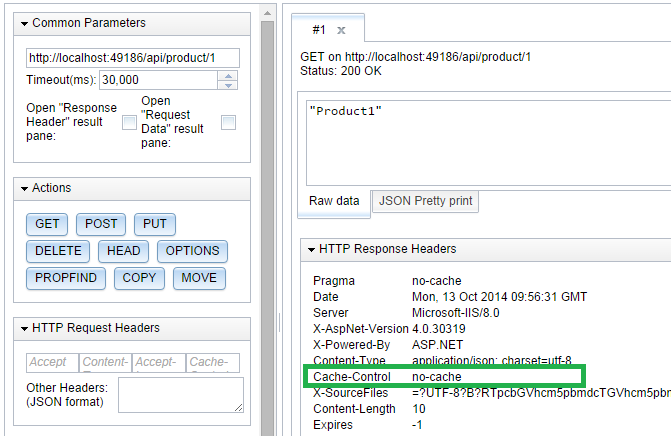 Common Parameters
http://localhost:49186/api/product/1
Timeout(ms): 30,000
Open "Response Header" result pane:
Open "Request Data" result pane:
Actions
GET POST PUT
DELETE HEAD OPTIONS
PROPFIND COPY MOVE
HTTP Request Headers
Accept Content- Accept- Cache-
Other Headers:
(JSON format)
#1 x
GET on http://localhost:49186/api/product/1
Status: 200 OK
"Product1"
Raw data JSON Pretty print
HTTP Response Headers
Pragma no-cache
Date Mon, 13 Oct 2014 09:56:31 GMT
Server Microsoft-IIS/8.0
X-AspNet-Version 4.0.30319
X-Powered-By ASP.NET
Content-Type application/json; charset=utf-8
Cache-Control no-cache
X-SourceFiles =?UTF-8?B?RTpcbGVhcm5pbmdcTGVhcm5pbm
Content-Length 10
Expires -1